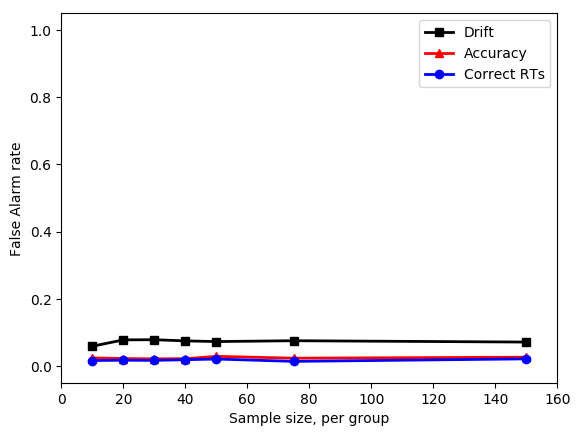 Drift
Accuracy
Correct RTs
False Alarm rate
1.0
0.8
0.6
0.4
0.2
0.0
0 20 40 60 80 100 120 140 160
Sample size, per group